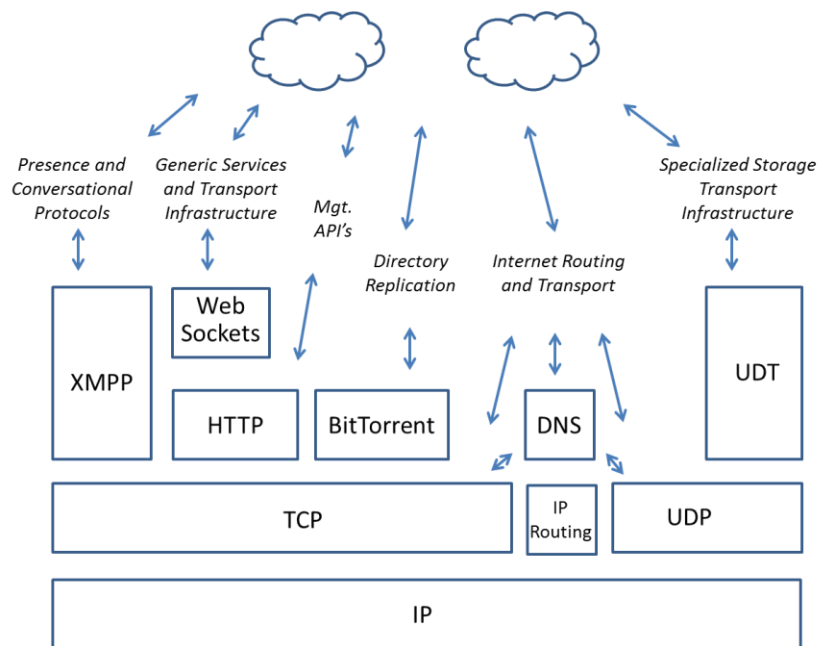 Presence and
Conversational
Protocols
Generic Services
and Transport
Infrastructure
Mgt.
API's
Directory
Replication
Internet Routing
and Transport
Specialized Storage
Transport
Infrastructure
XMPP
Web
Sockets
HTTP
BitTorrent
DNS
UDT
TCP
IP
Routing
UDP
IP